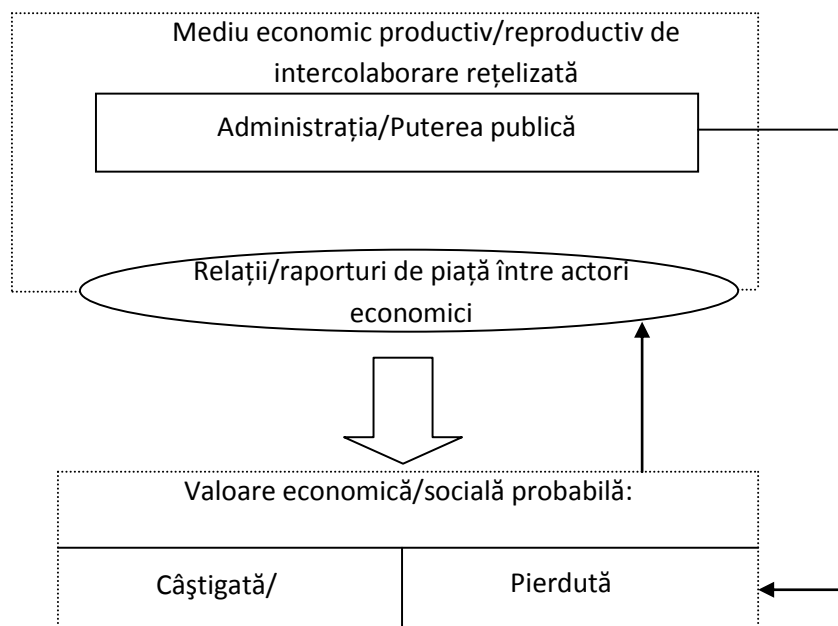 Mediu economic productiv/reproductiv de
intercolaborare rețelizată
Administrația/Puterea publică
Relații/raporturi de piață între actori
economici
Valoare economică/socială probabilă:
Câştigată/
Pierdută